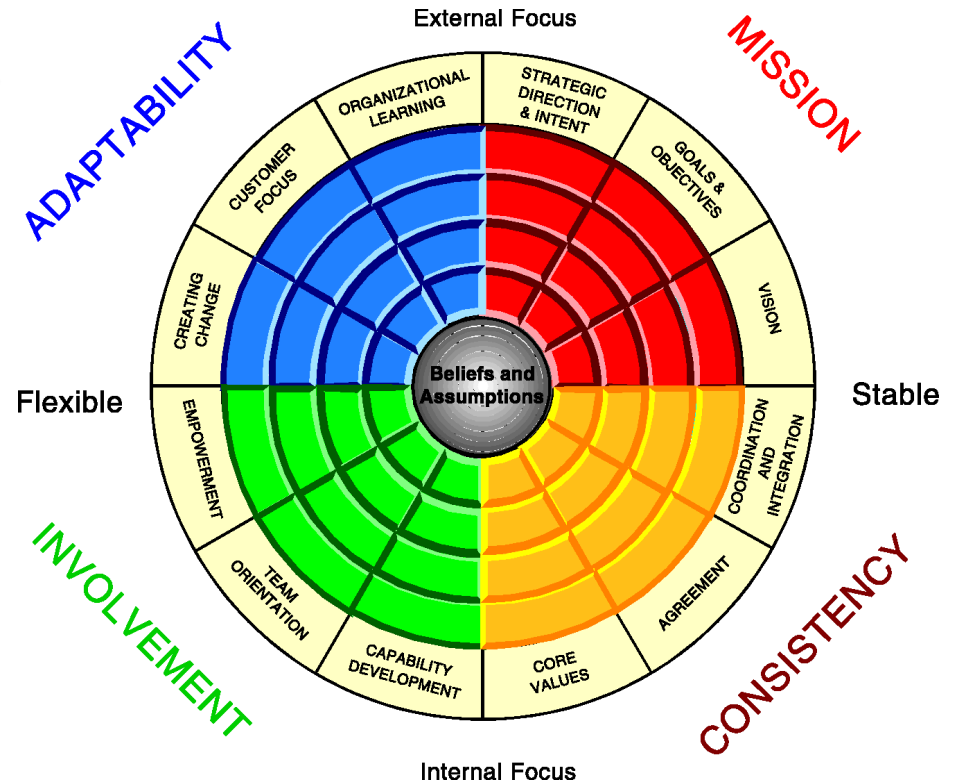 External Focus
ADAPTABILITY
MISSION
ORGANIZATIONAL
LEARNING
STRATEGIC
DIRECTION
& INTENT
CUSTOMER
FOCUS
GOALS &
OBJECTIVES
CREATING
CHANGE
VISION
Flexible
Beliefs and
Assumptions
Stable
EMPOWERMENT
COORDINATION
AND
INTEGRATION
TEAM
ORIENTATION
AGREEMENT
CAPABILITY
DEVELOPMENT
CORE
VALUES
INVOLVEMENT
CONSISTENCY
Internal Focus